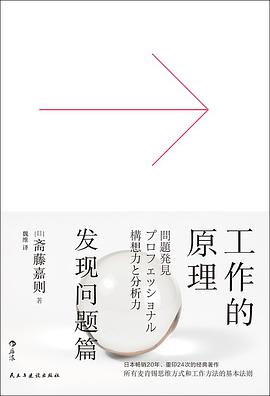 工作的
原理
問題発見
プロフェッショナル
構想力と分析力
发现问题篇
[日] 斋藤嘉则 著
魏维 译
日本畅销20年、重印24次的经典著作
所有麦肯锡思维方式和工作方法的基本法则
后浪
民主与建设出版社